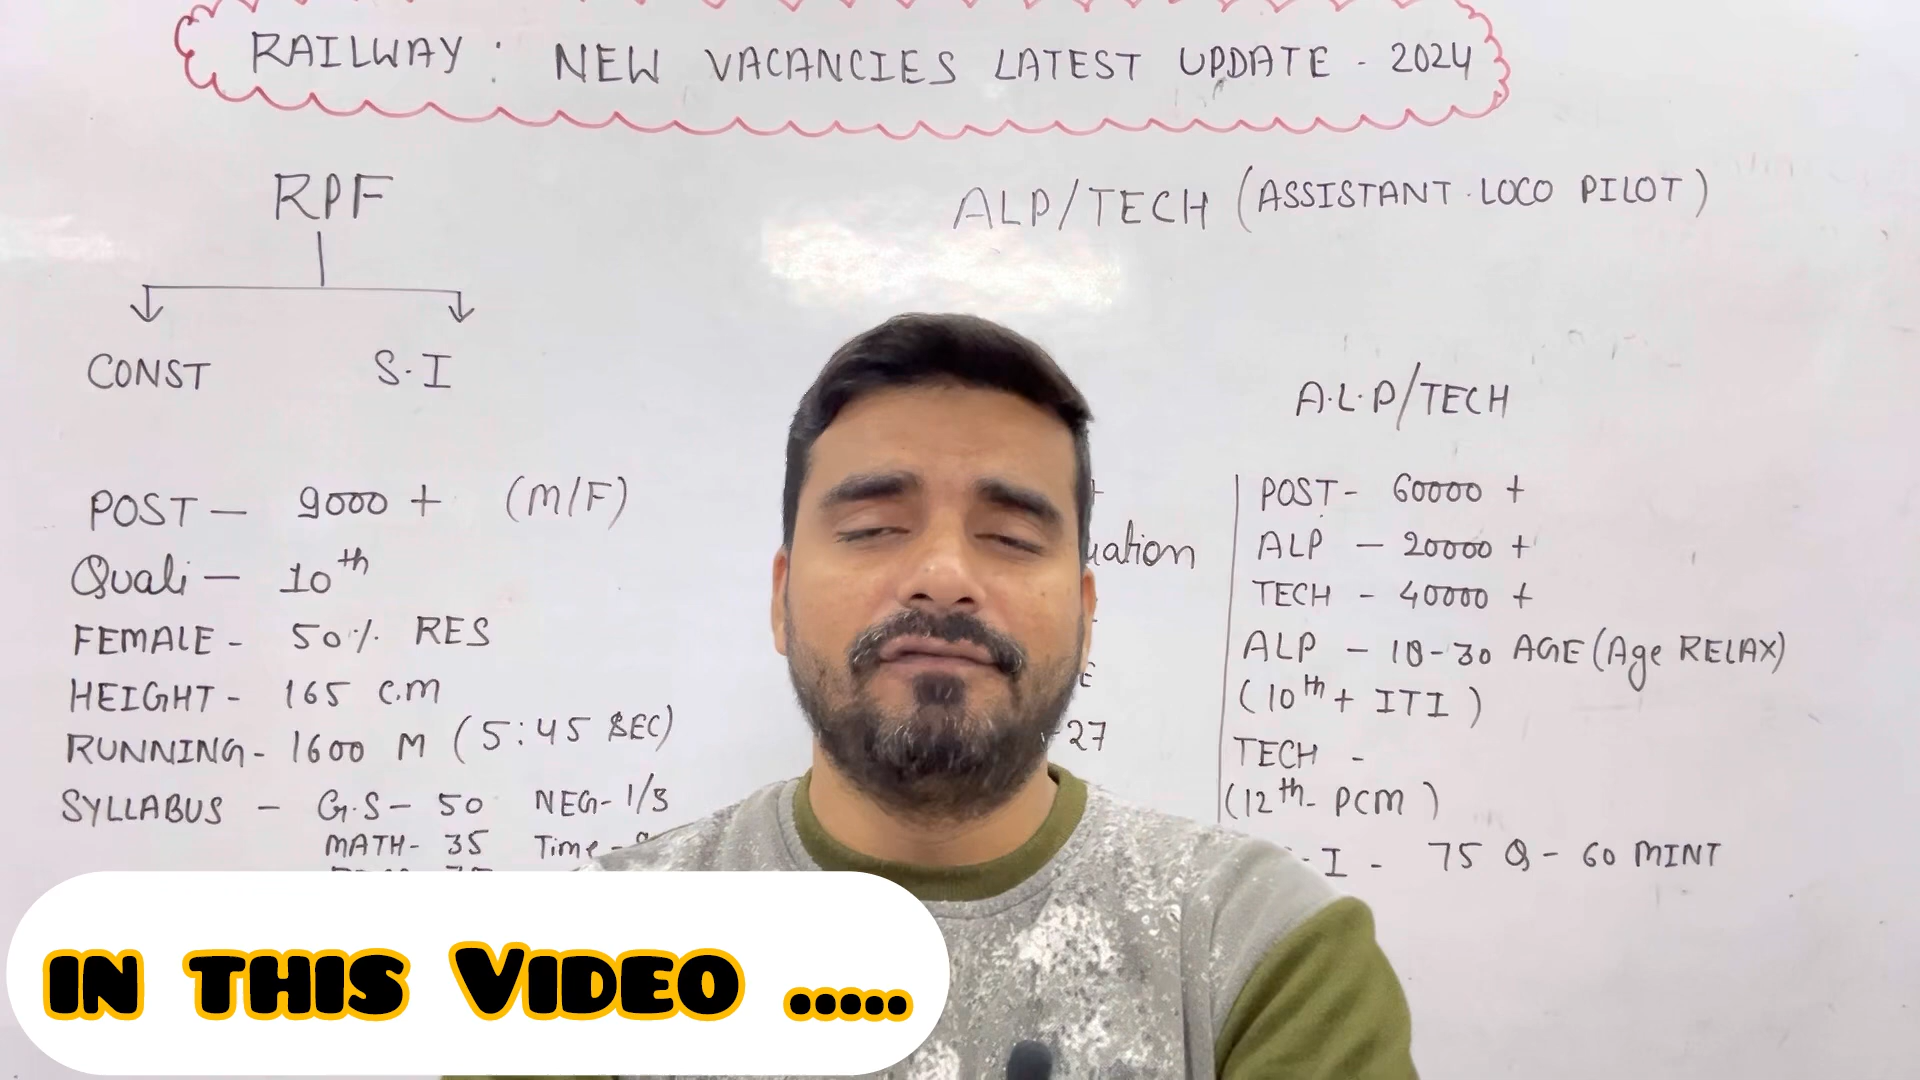 RAILWAY : NEW VACANCIES LATEST UPDATE - 2024
RPF
CONST S.I
POST — 9000 + (M/F)
Quali — 10th
FEMALE - 50% RES
HEIGHT - 165 C.M
RUNNING - 1600 M (5:45 SEC)
SYLLABUS - G.S - 50 NEG - 1/3
MATH - 35 Time -
ALP/TECH (ASSISTANT LOCO PILOT)
27
A.L.P/TECH
POST - 60000 +
ALP — 20000 +
TECH - 40000 +
ALP — 18-30 AGE (Age RELAX)
(10th + ITI)
TECH -
(12th - PCM)
I - 75 Q - 60 MINT
IN THIS VIDEO .....